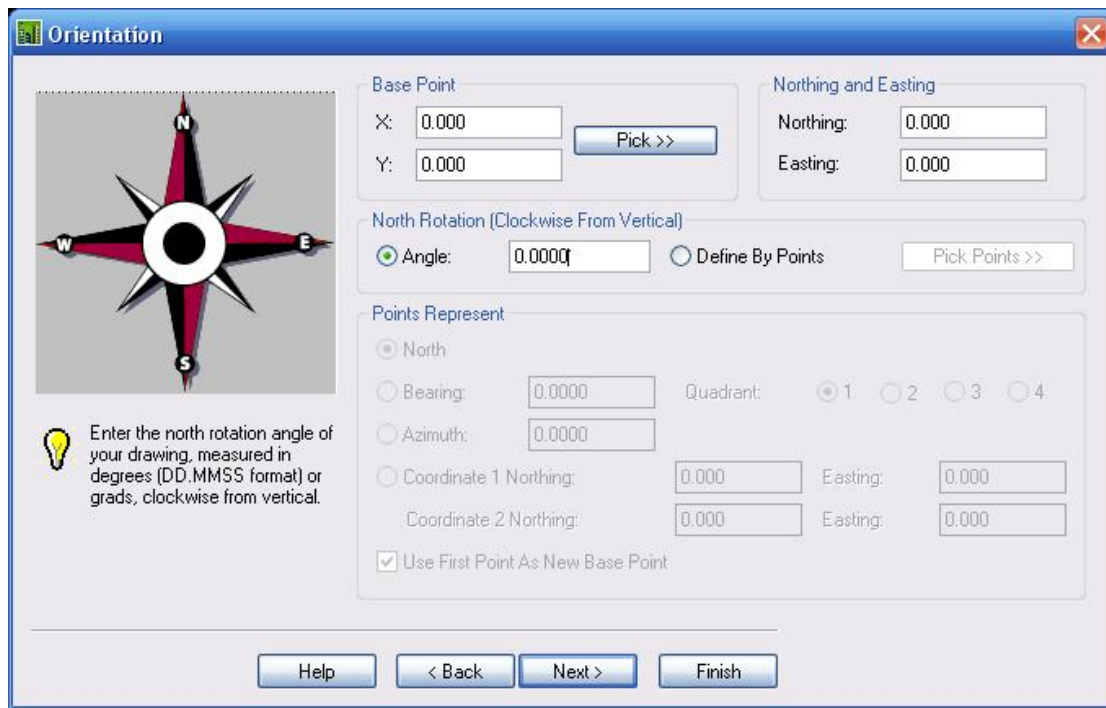 Orientation
N
W
E
S
Enter the north rotation angle of
your drawing, measured in
degrees (DD.MMSS format) or
grads, clockwise from vertical.
Base Point
X: 0.000
Y: 0.000
Pick >>
Northing and Easting
Northing: 0.000
Easting: 0.000
North Rotation (Clockwise From Vertical)
Angle: 0.0000 Define By Points Pick Points >>
Points Represent
North
Bearing: 0.0000 Quadrant: 1 2 3 4
Azimuth: 0.0000
Coordinate 1 Northing: 0.000 Easting: 0.000
Coordinate 2 Northing: 0.000 Easting: 0.000
Use First Point As New Base Point
Help < Back Next > Finish